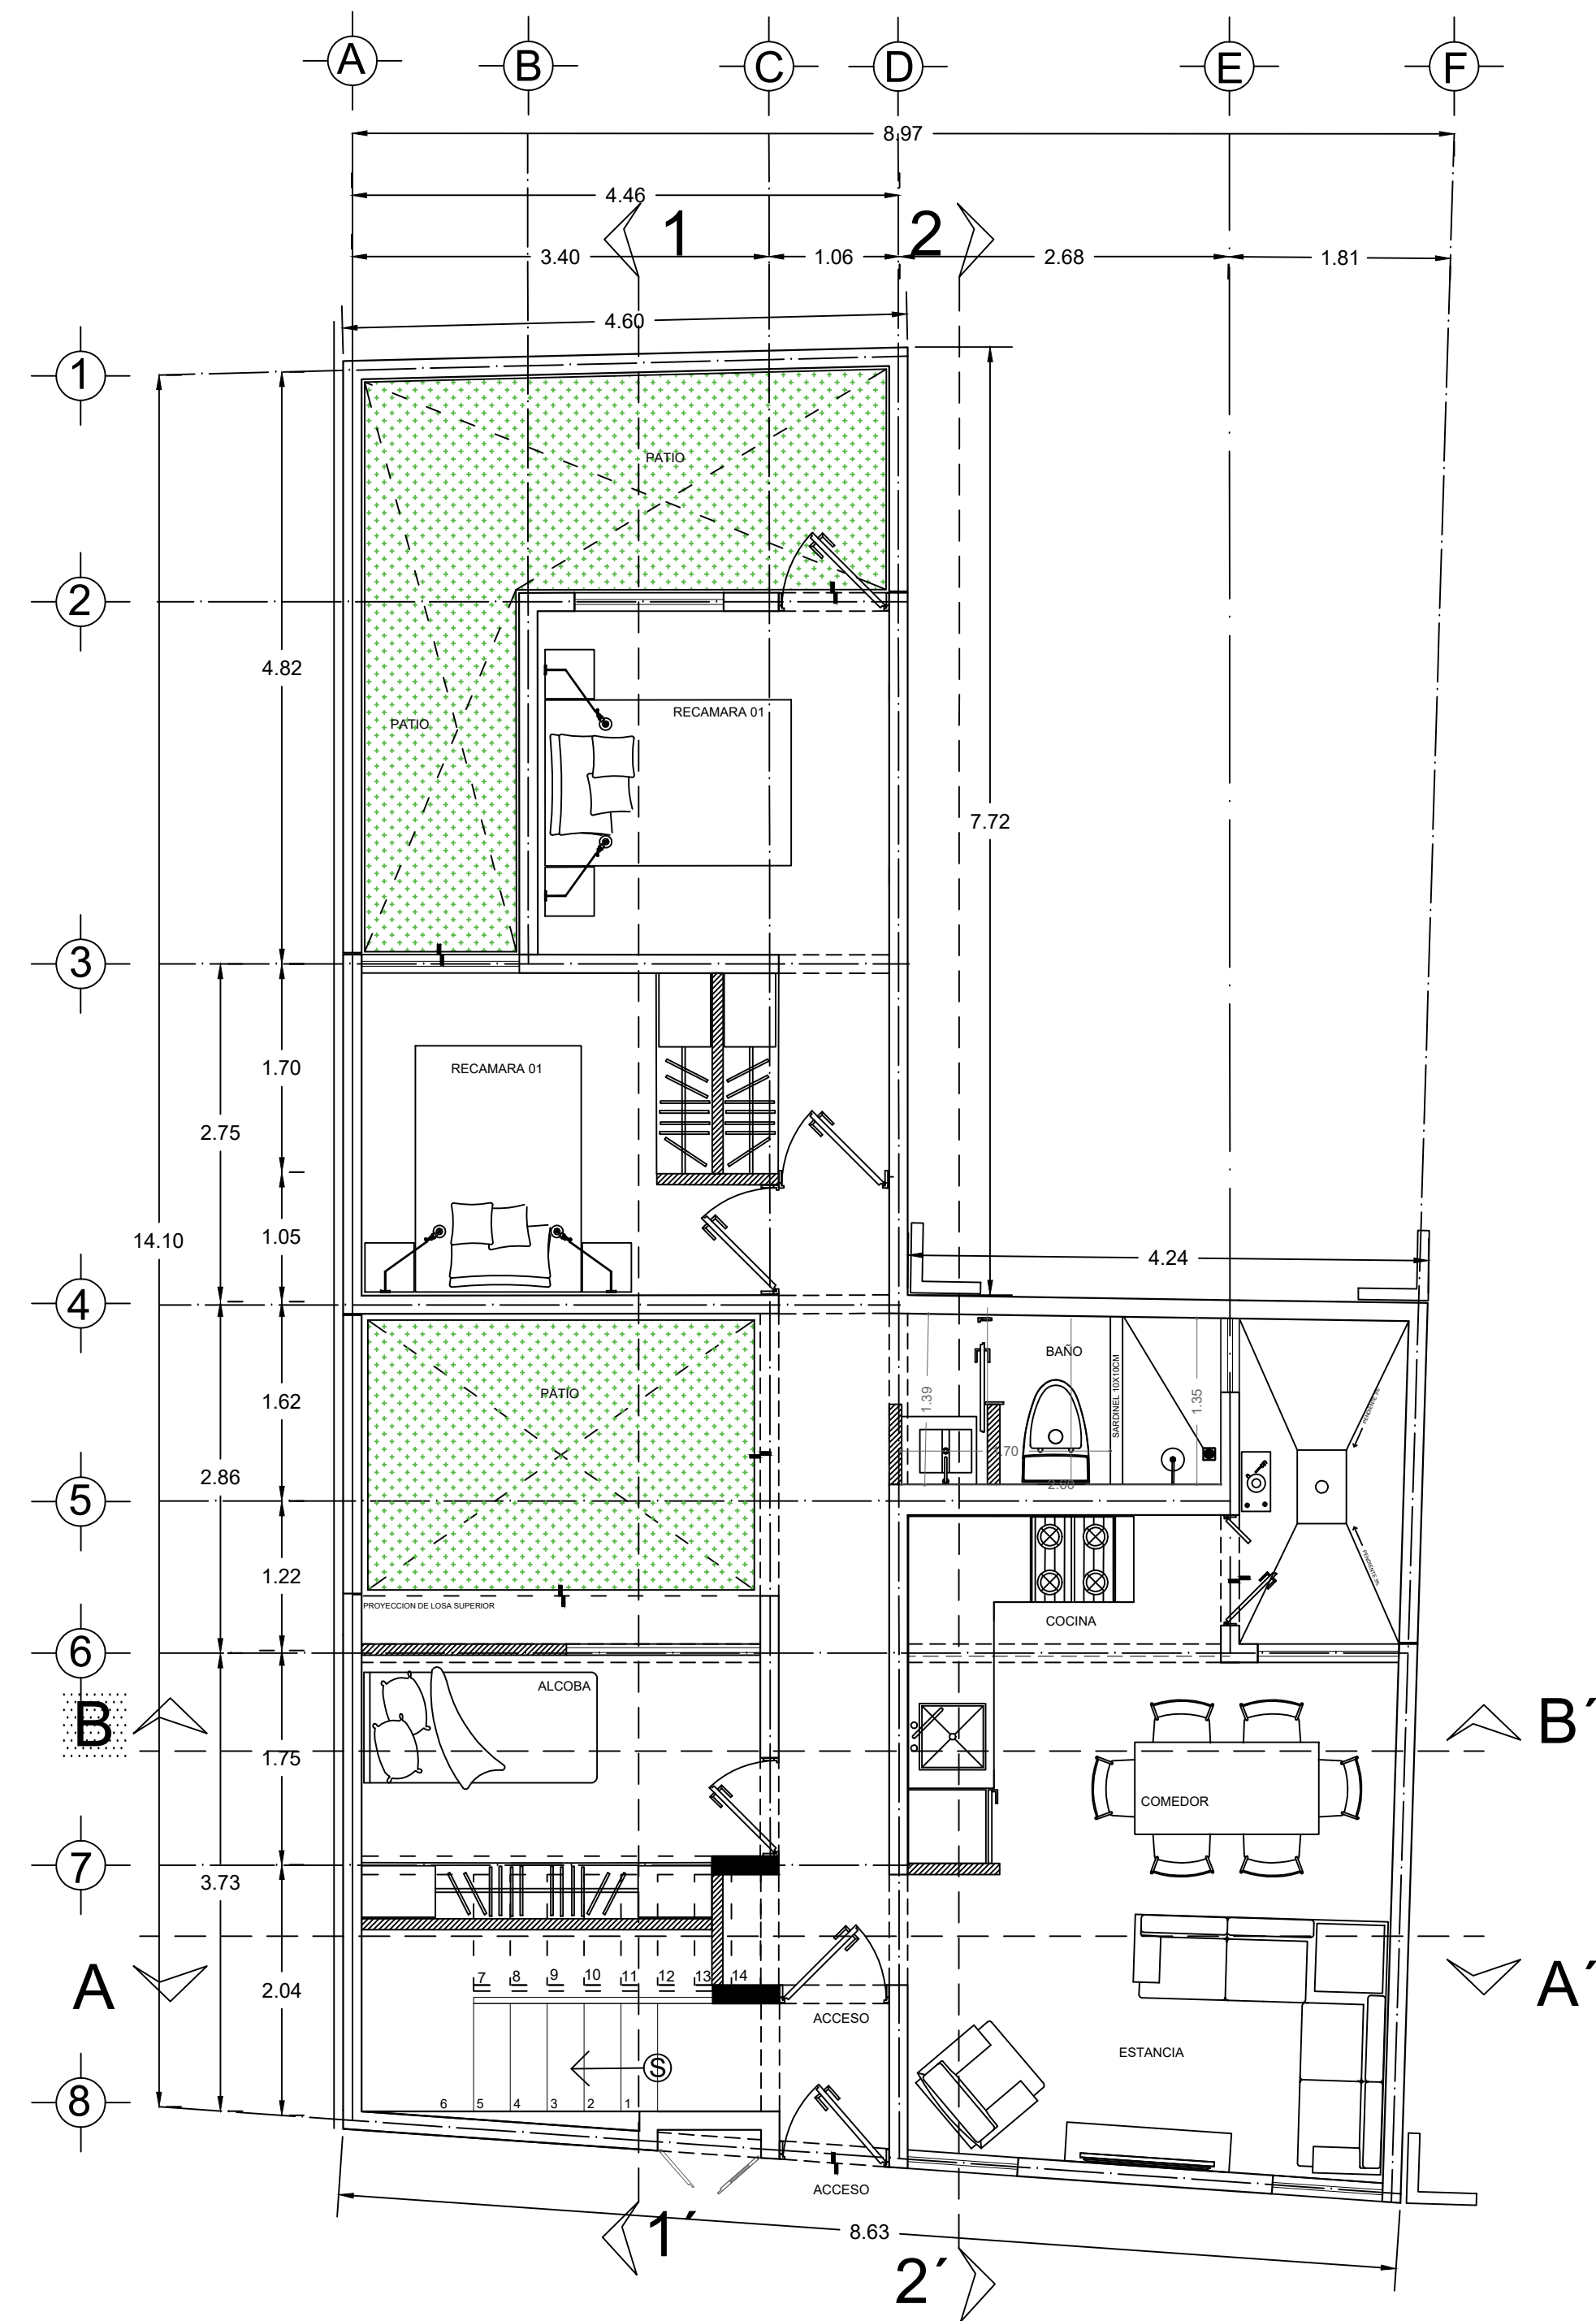 A B C D E F
8.97
4.46
1 2
3.40 1.06 2.68 1.81
4.60
1
PATIO
2
4.82
RECAMARA 01
PATIO
7.72
3
1.70
RECAMARA 01
2.75
14.10
1.05
4.24
4
BAÑO
PATIO
1.62
1.39
SARDINEL 10X10CM
1.35
2.86
5
2.60
1.22
PROYECCION DE LOSA SUPERIOR
COCINA
6
ALCOBA
B B´
1.75
COMEDOR
7
3.73
7 8 9 10 11 12 13 14
A A´
2.04
ACCESO
ESTANCIA
S
8
6 5 4 3 2 1
ACCESO
1´
8.63
2´